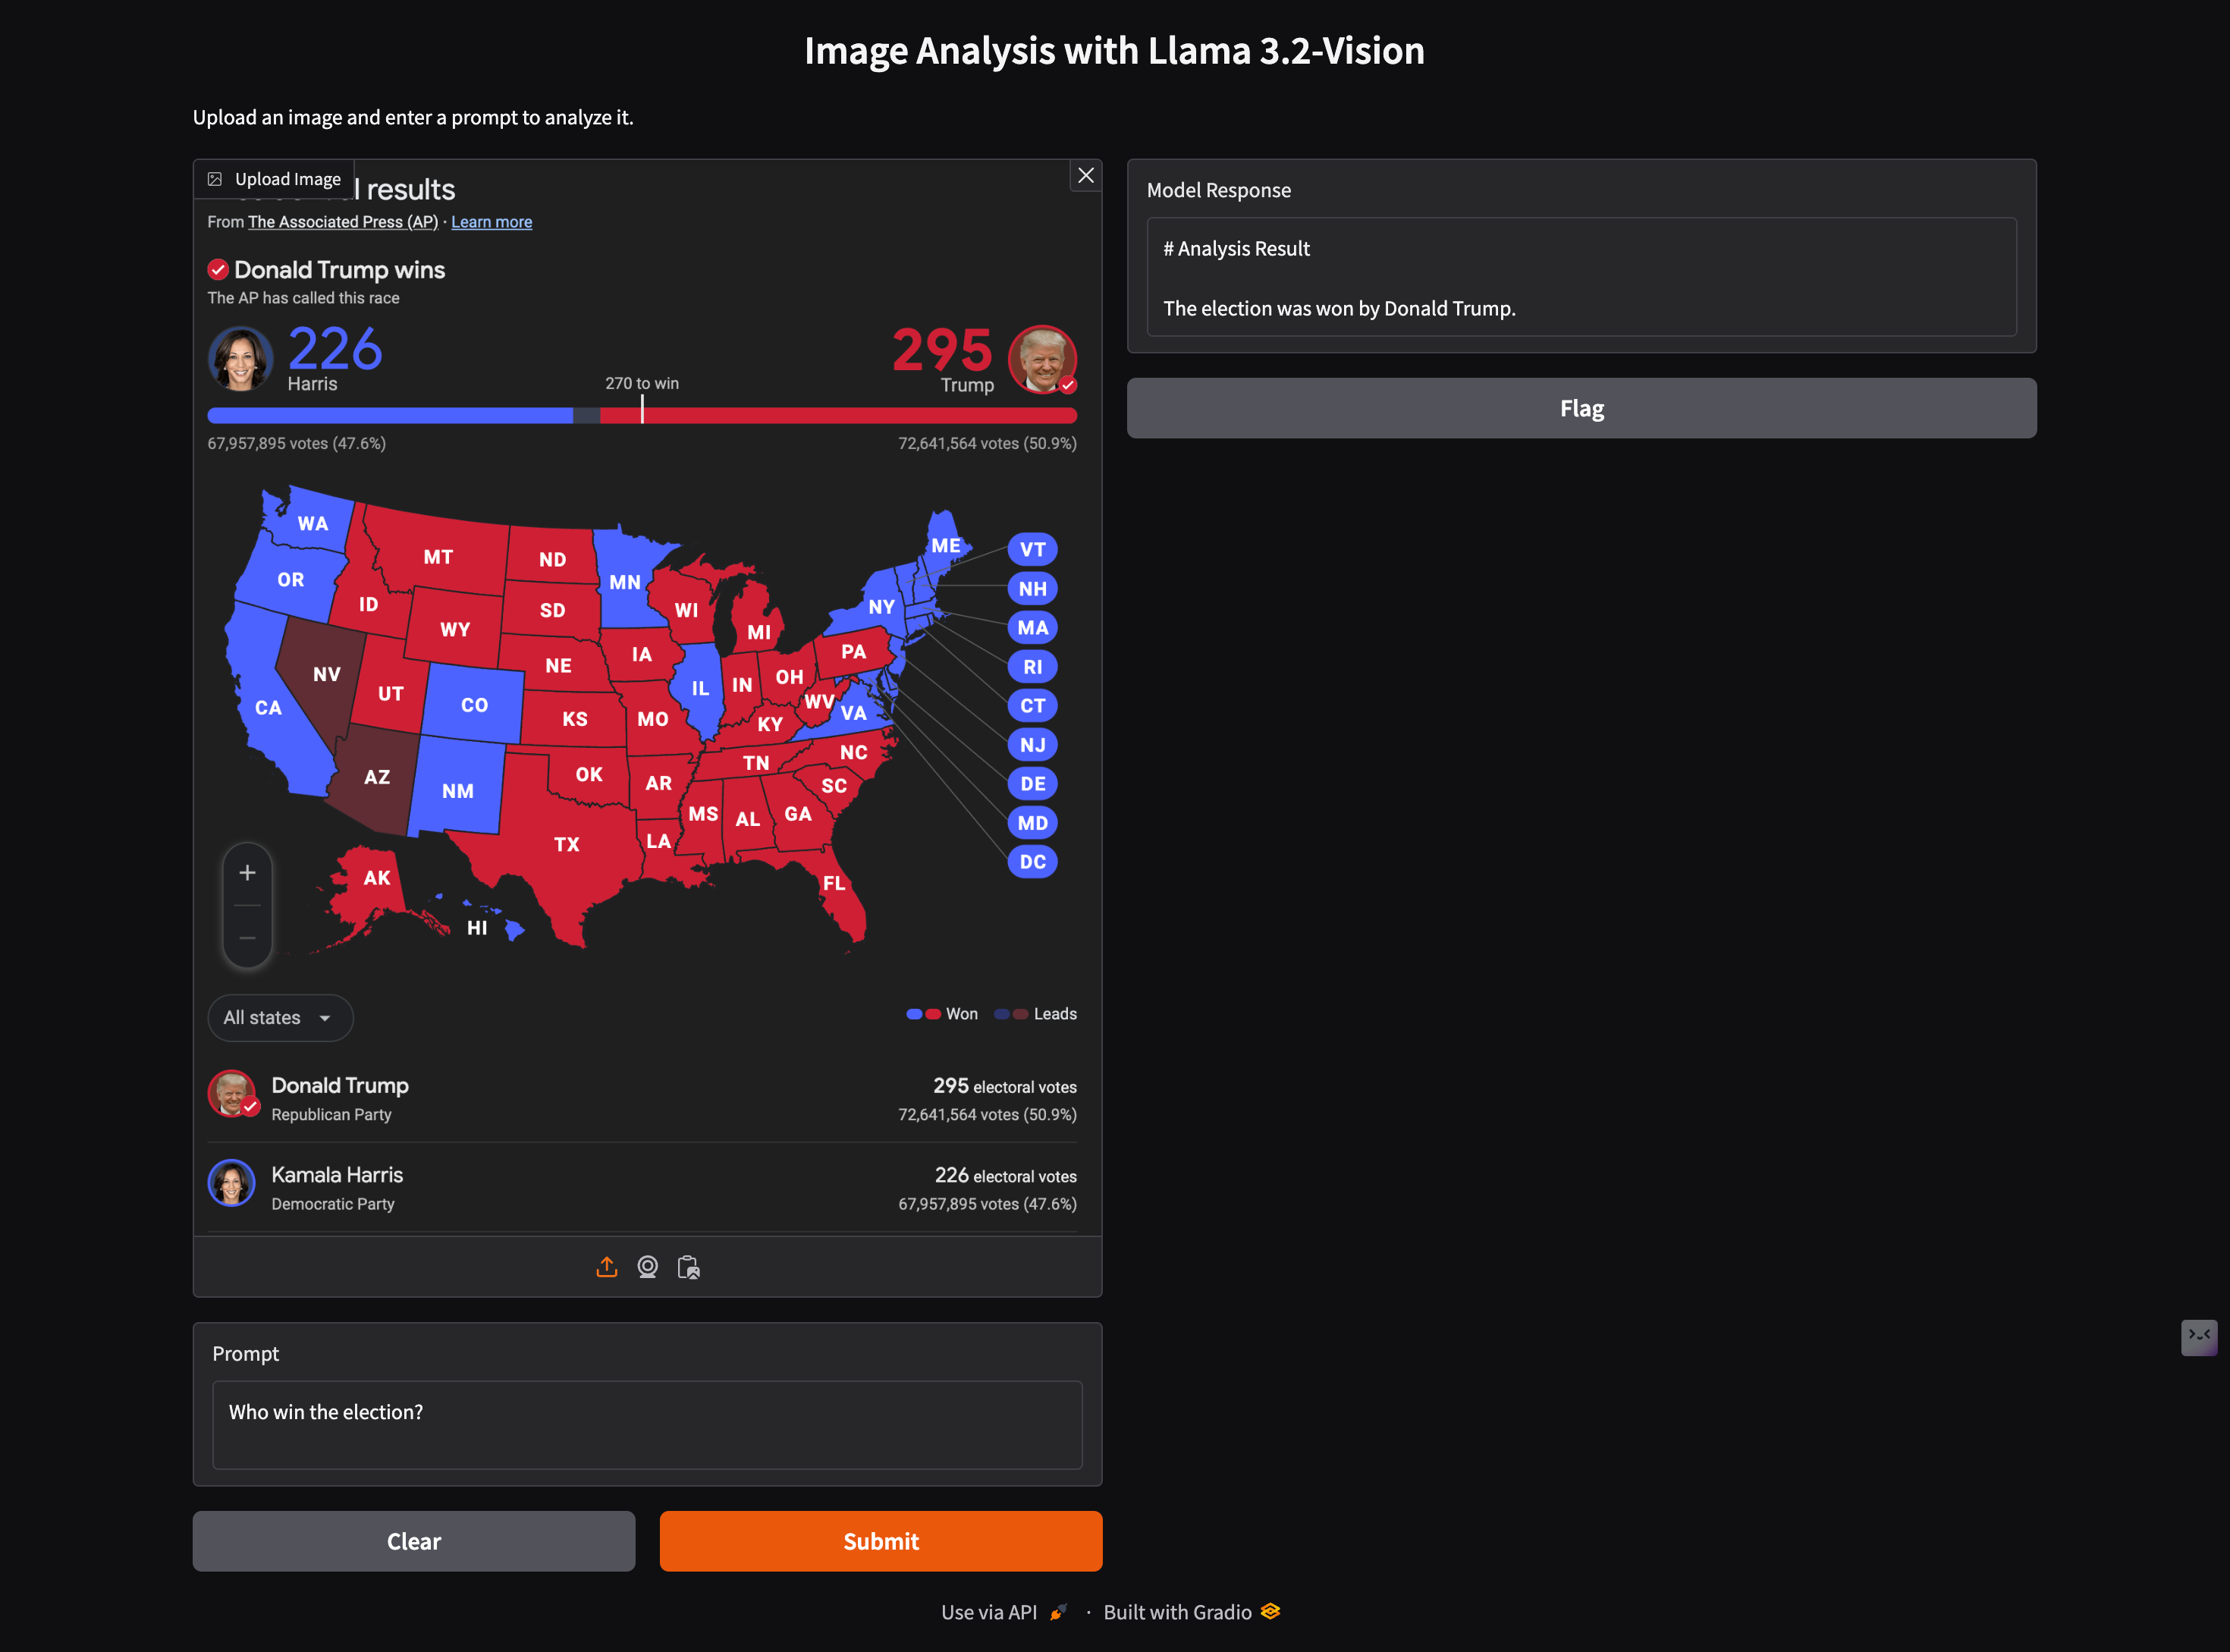 Image Analysis with Llama 3.2-Vision
Upload an image and enter a prompt to analyze it.
Upload Image
results
From The Associated Press (AP) · Learn more
Donald Trump wins
The AP has called this race
226
Harris
270 to win
295
Trump
67,957,895 votes (47.6%)
72,641,564 votes (50.9%)
WA
MT
ND
MN
ME
VT
OR
ID
SD
WI
NH
WY
MI
NY
MA
NV
NE
IA
PA
RI
CA
UT
CO
IL
IN
OH
WV
VA
CT
KS
MO
KY
NJ
AZ
NM
OK
AR
TN
NC
SC
DE
MS
AL
GA
MD
TX
LA
DC
AK
FL
HI
+
−
All states
Won
Leads
Donald Trump
295 electoral votes
Republican Party
72,641,564 votes (50.9%)
Kamala Harris
226 electoral votes
Democratic Party
67,957,895 votes (47.6%)
Prompt
Who win the election?
Clear
Submit
Model Response
# Analysis Result
The election was won by Donald Trump.
Flag
Use via API · Built with Gradio